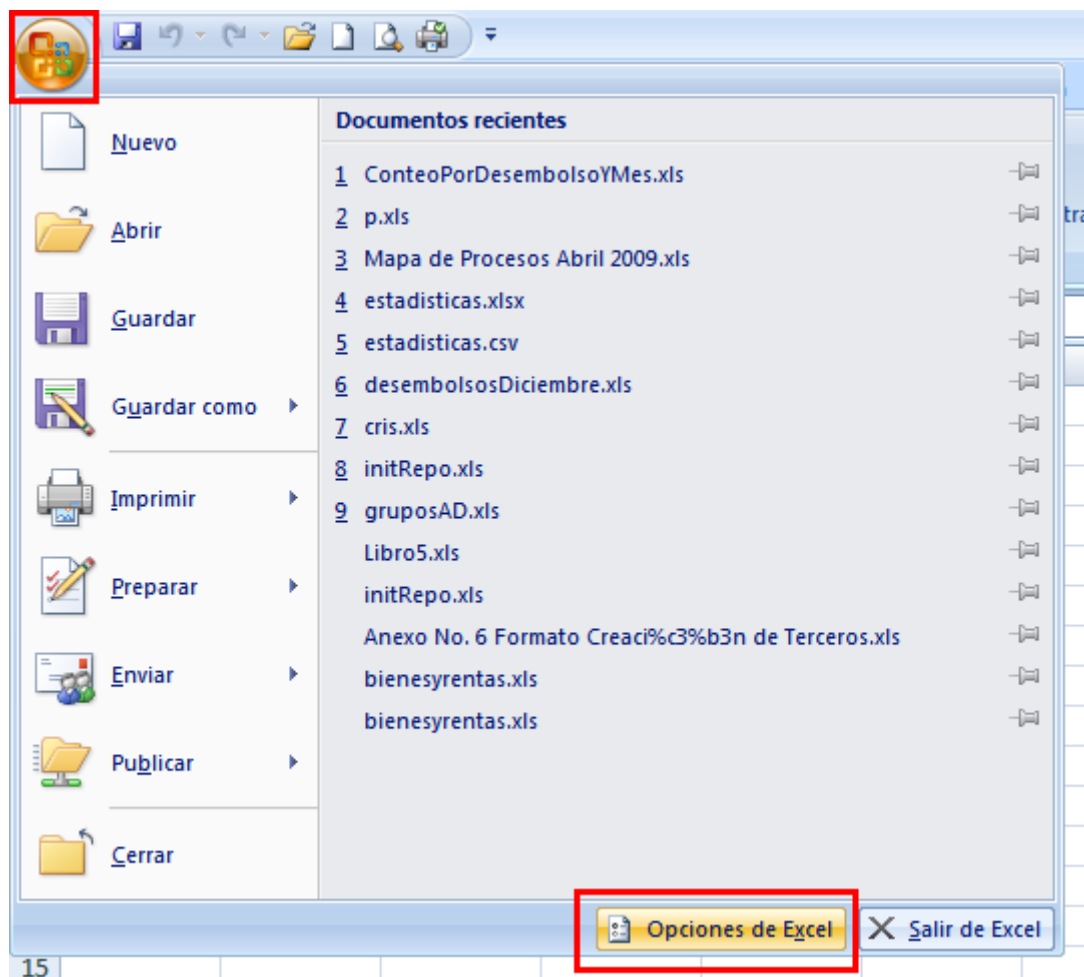 Nuevo
Abrir
Guardar
Guardar como
Imprimir
Preparar
Enviar
Publicar
Cerrar
Documentos recientes
1 ConteoPorDesembolsoYMes.xls
2 p.xls
3 Mapa de Procesos Abril 2009.xls
4 estadisticas.xlsx
5 estadisticas.csv
6 desembolsosDiciembre.xls
7 cris.xls
8 initRepo.xls
9 gruposAD.xls
Libro5.xls
initRepo.xls
Anexo No. 6 Formato Creaci%c3%b3n de Terceros.xls
bienesyrentas.xls
bienesyrentas.xls
Opciones de Excel
Salir de Excel
15